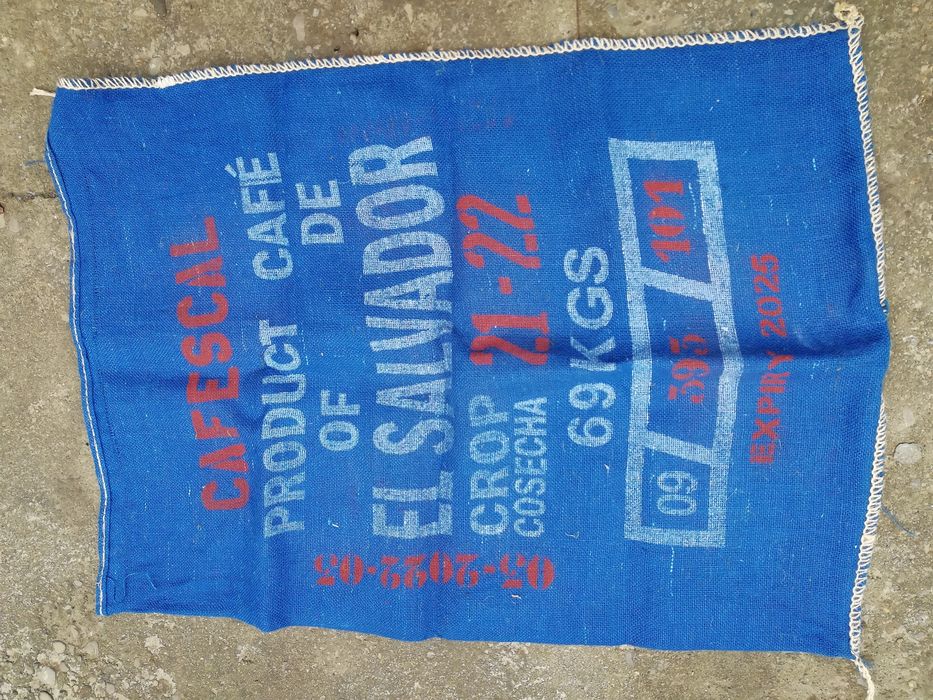 CAFESCAL
PRODUCT CAFÉ
OF DE
EL SALVADOR
CROP 21-22
COSECHA
69 KGS
09 395 101
EXPIRY 2025
05-2022-05